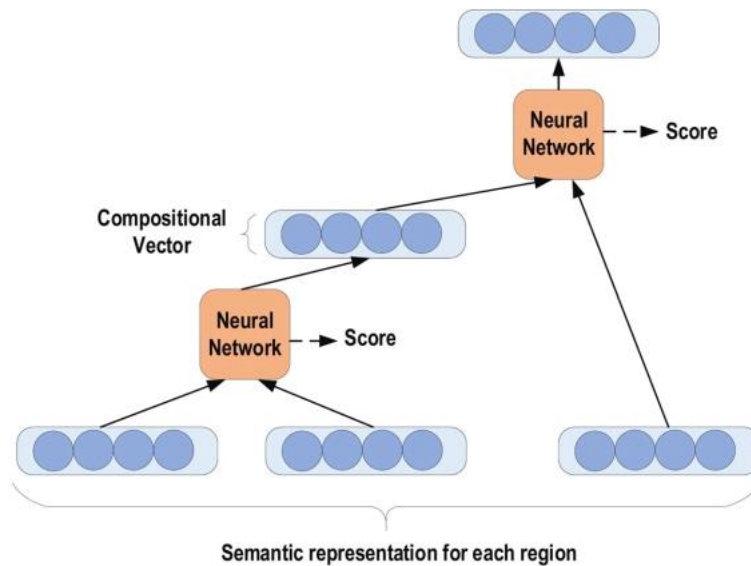 Neural
Network
Score
Compositional
Vector
Neural
Network
Score
Semantic representation for each region